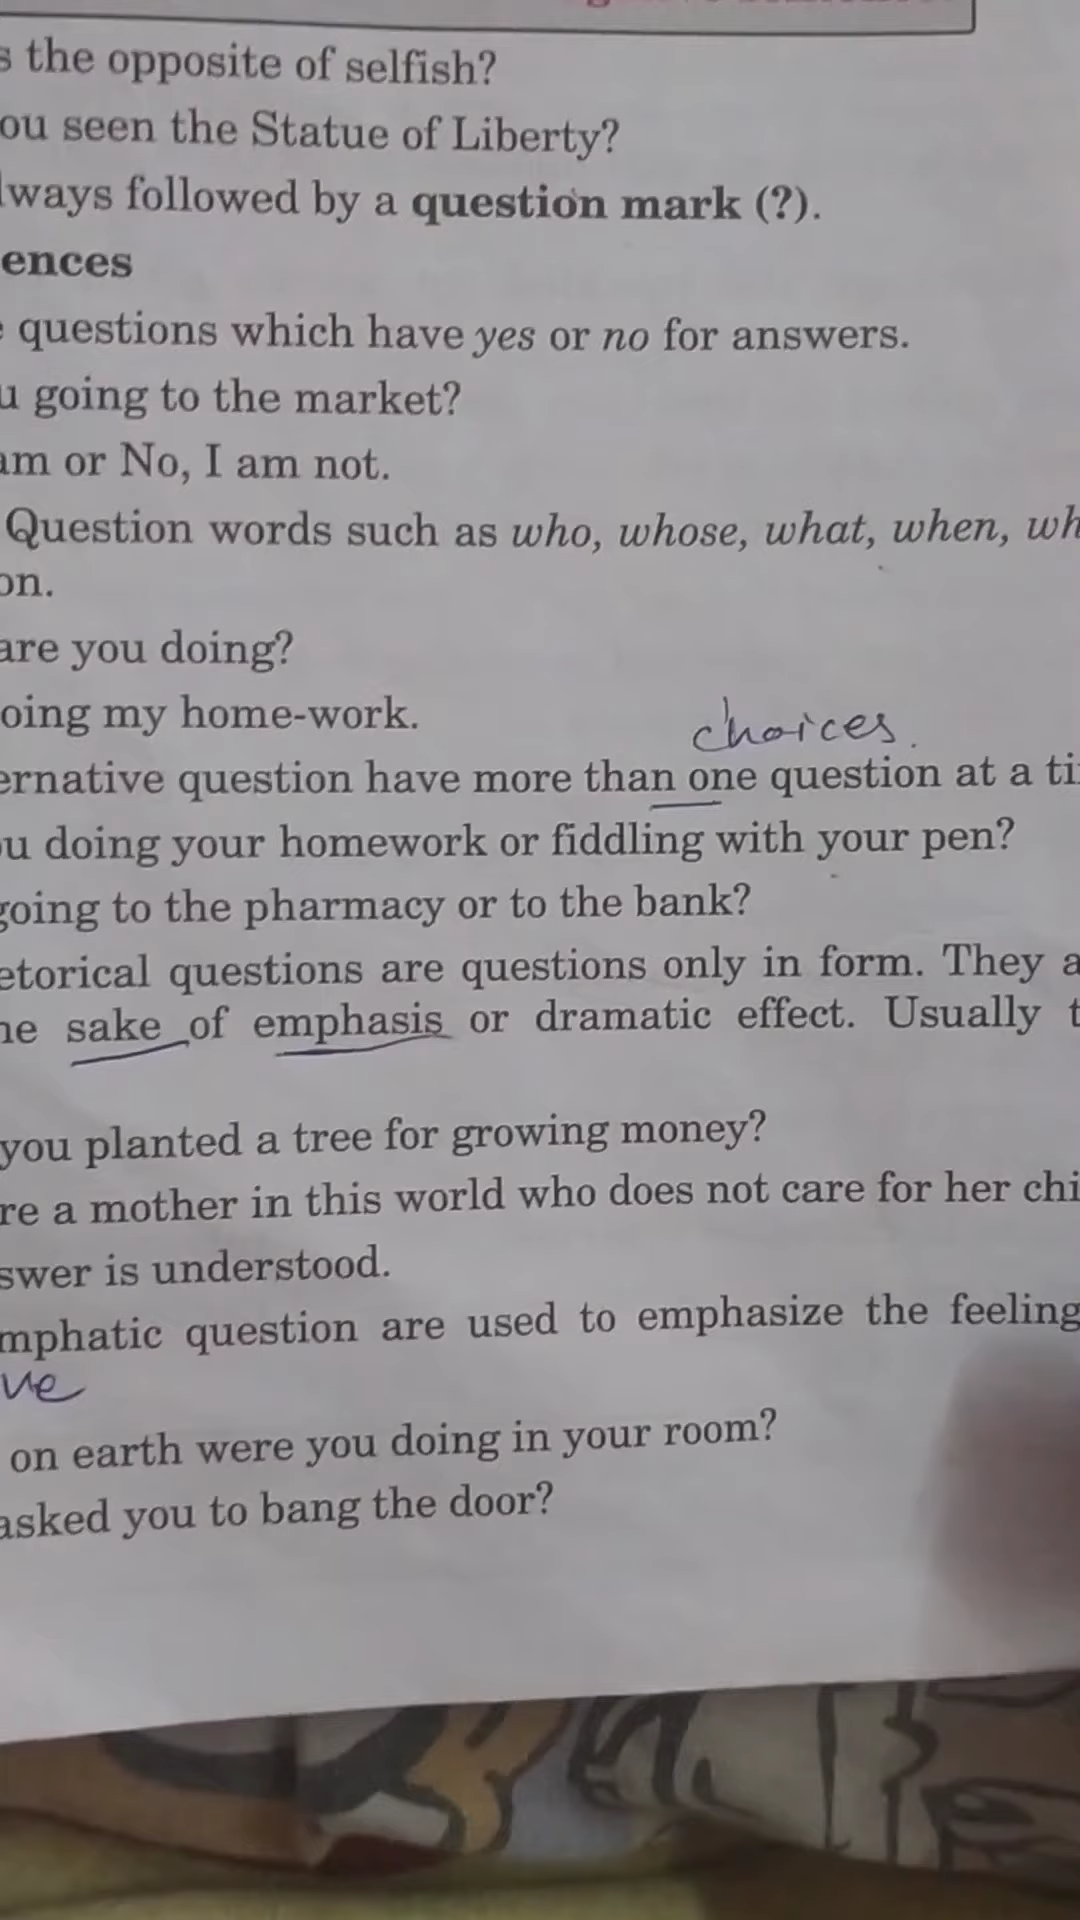 s the opposite of selfish?
ou seen the Statue of Liberty?
lways followed by a question mark (?).
ences
questions which have yes or no for answers.
u going to the market?
am or No, I am not.
Question words such as who, whose, what, when, wh
on.
are you doing?
oing my home-work.
choices.
ernative question have more than one question at a ti
ou doing your homework or fiddling with your pen?
going to the pharmacy or to the bank?
etorical questions are questions only in form. They a
he sake of emphasis or dramatic effect. Usually t
you planted a tree for growing money?
re a mother in this world who does not care for her chi
swer is understood.
mphatic question are used to emphasize the feeling
ve
on earth were you doing in your room?
asked you to bang the door?